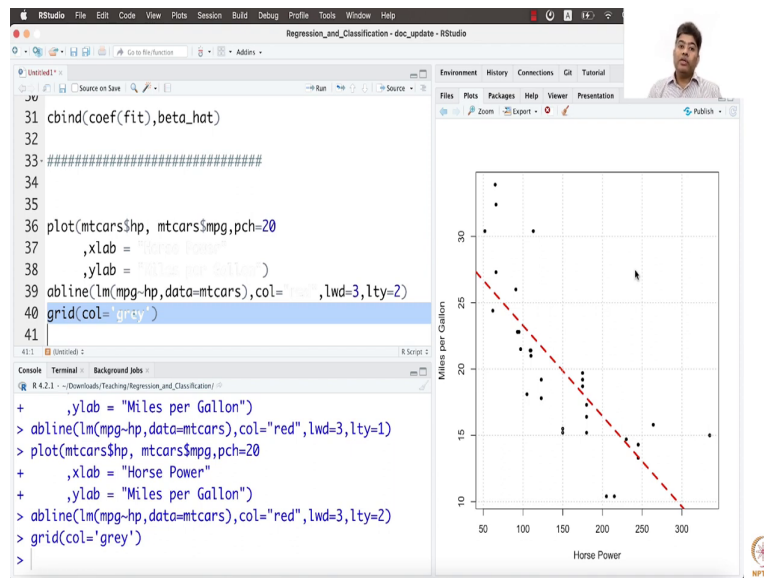 RStudio File Edit Code View Plots Session Build Debug Profile Tools Window Help
Regression_and_Classification - doc_update - RStudio
Go to file/function Addins
Untitled1*
Source on Save Run Source
31 cbind(coef(fit),beta_hat)
32
33 ##############################
34
35
36 plot(mtcars$hp, mtcars$mpg,pch=20
37 ,xlab = "Horse Power"
38 ,ylab = "Miles per Gallon")
39 abline(lm(mpg~hp,data=mtcars),col="red",lwd=3,lty=2)
40 grid(col='grey')
41
41:1 (Untitled) R Script
Console Terminal Background Jobs
R 4.2.1 · ~/Downloads/Teaching/Regression_and_Classification/
+ ,ylab = "Miles per Gallon")
> abline(lm(mpg~hp,data=mtcars),col="red",lwd=3,lty=1)
> plot(mtcars$hp, mtcars$mpg,pch=20
+ ,xlab = "Horse Power"
+ ,ylab = "Miles per Gallon")
> abline(lm(mpg~hp,data=mtcars),col="red",lwd=3,lty=2)
> grid(col='grey')
>
Environment History Connections Git Tutorial
Files Plots Packages Help Viewer Presentation
Zoom Export Publish
Miles per Gallon
30
25
20
15
10
50 100 150 200 250 300
Horse Power
NPT